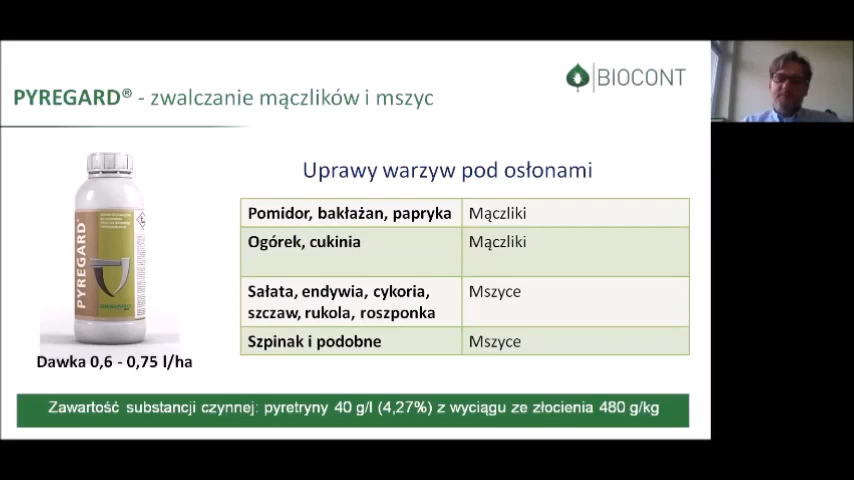 BIOCONT
PYREGARD® - zwalczanie mączlików i mszyc
Uprawy warzyw pod osłonami
Pomidor, bakłażan, papryka Mączliki
Ogórek, cukinia Mączliki
Sałata, endywia, cykoria, Mszyce
szczaw, rukola, roszponka
Szpinak i podobne Mszyce
PYREGARD®
Dawka 0,6 - 0,75 l/ha
Zawartość substancji czynnej: pyretryny 40 g/l (4,27%) z wyciągu ze złocienia 480 g/kg